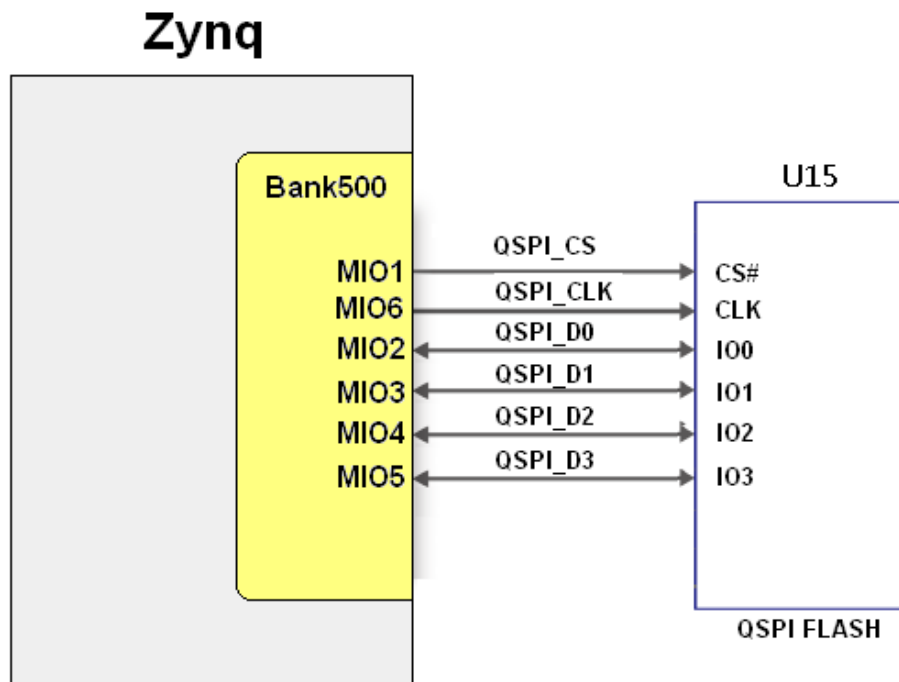 Zynq
U15
Bank500
QSPI_CS
MIO1 CS#
QSPI_CLK
MIO6 CLK
QSPI_D0
MIO2 IO0
QSPI_D1
MIO3 IO1
QSPI_D2
MIO4 IO2
QSPI_D3
MIO5 IO3
QSPI FLASH